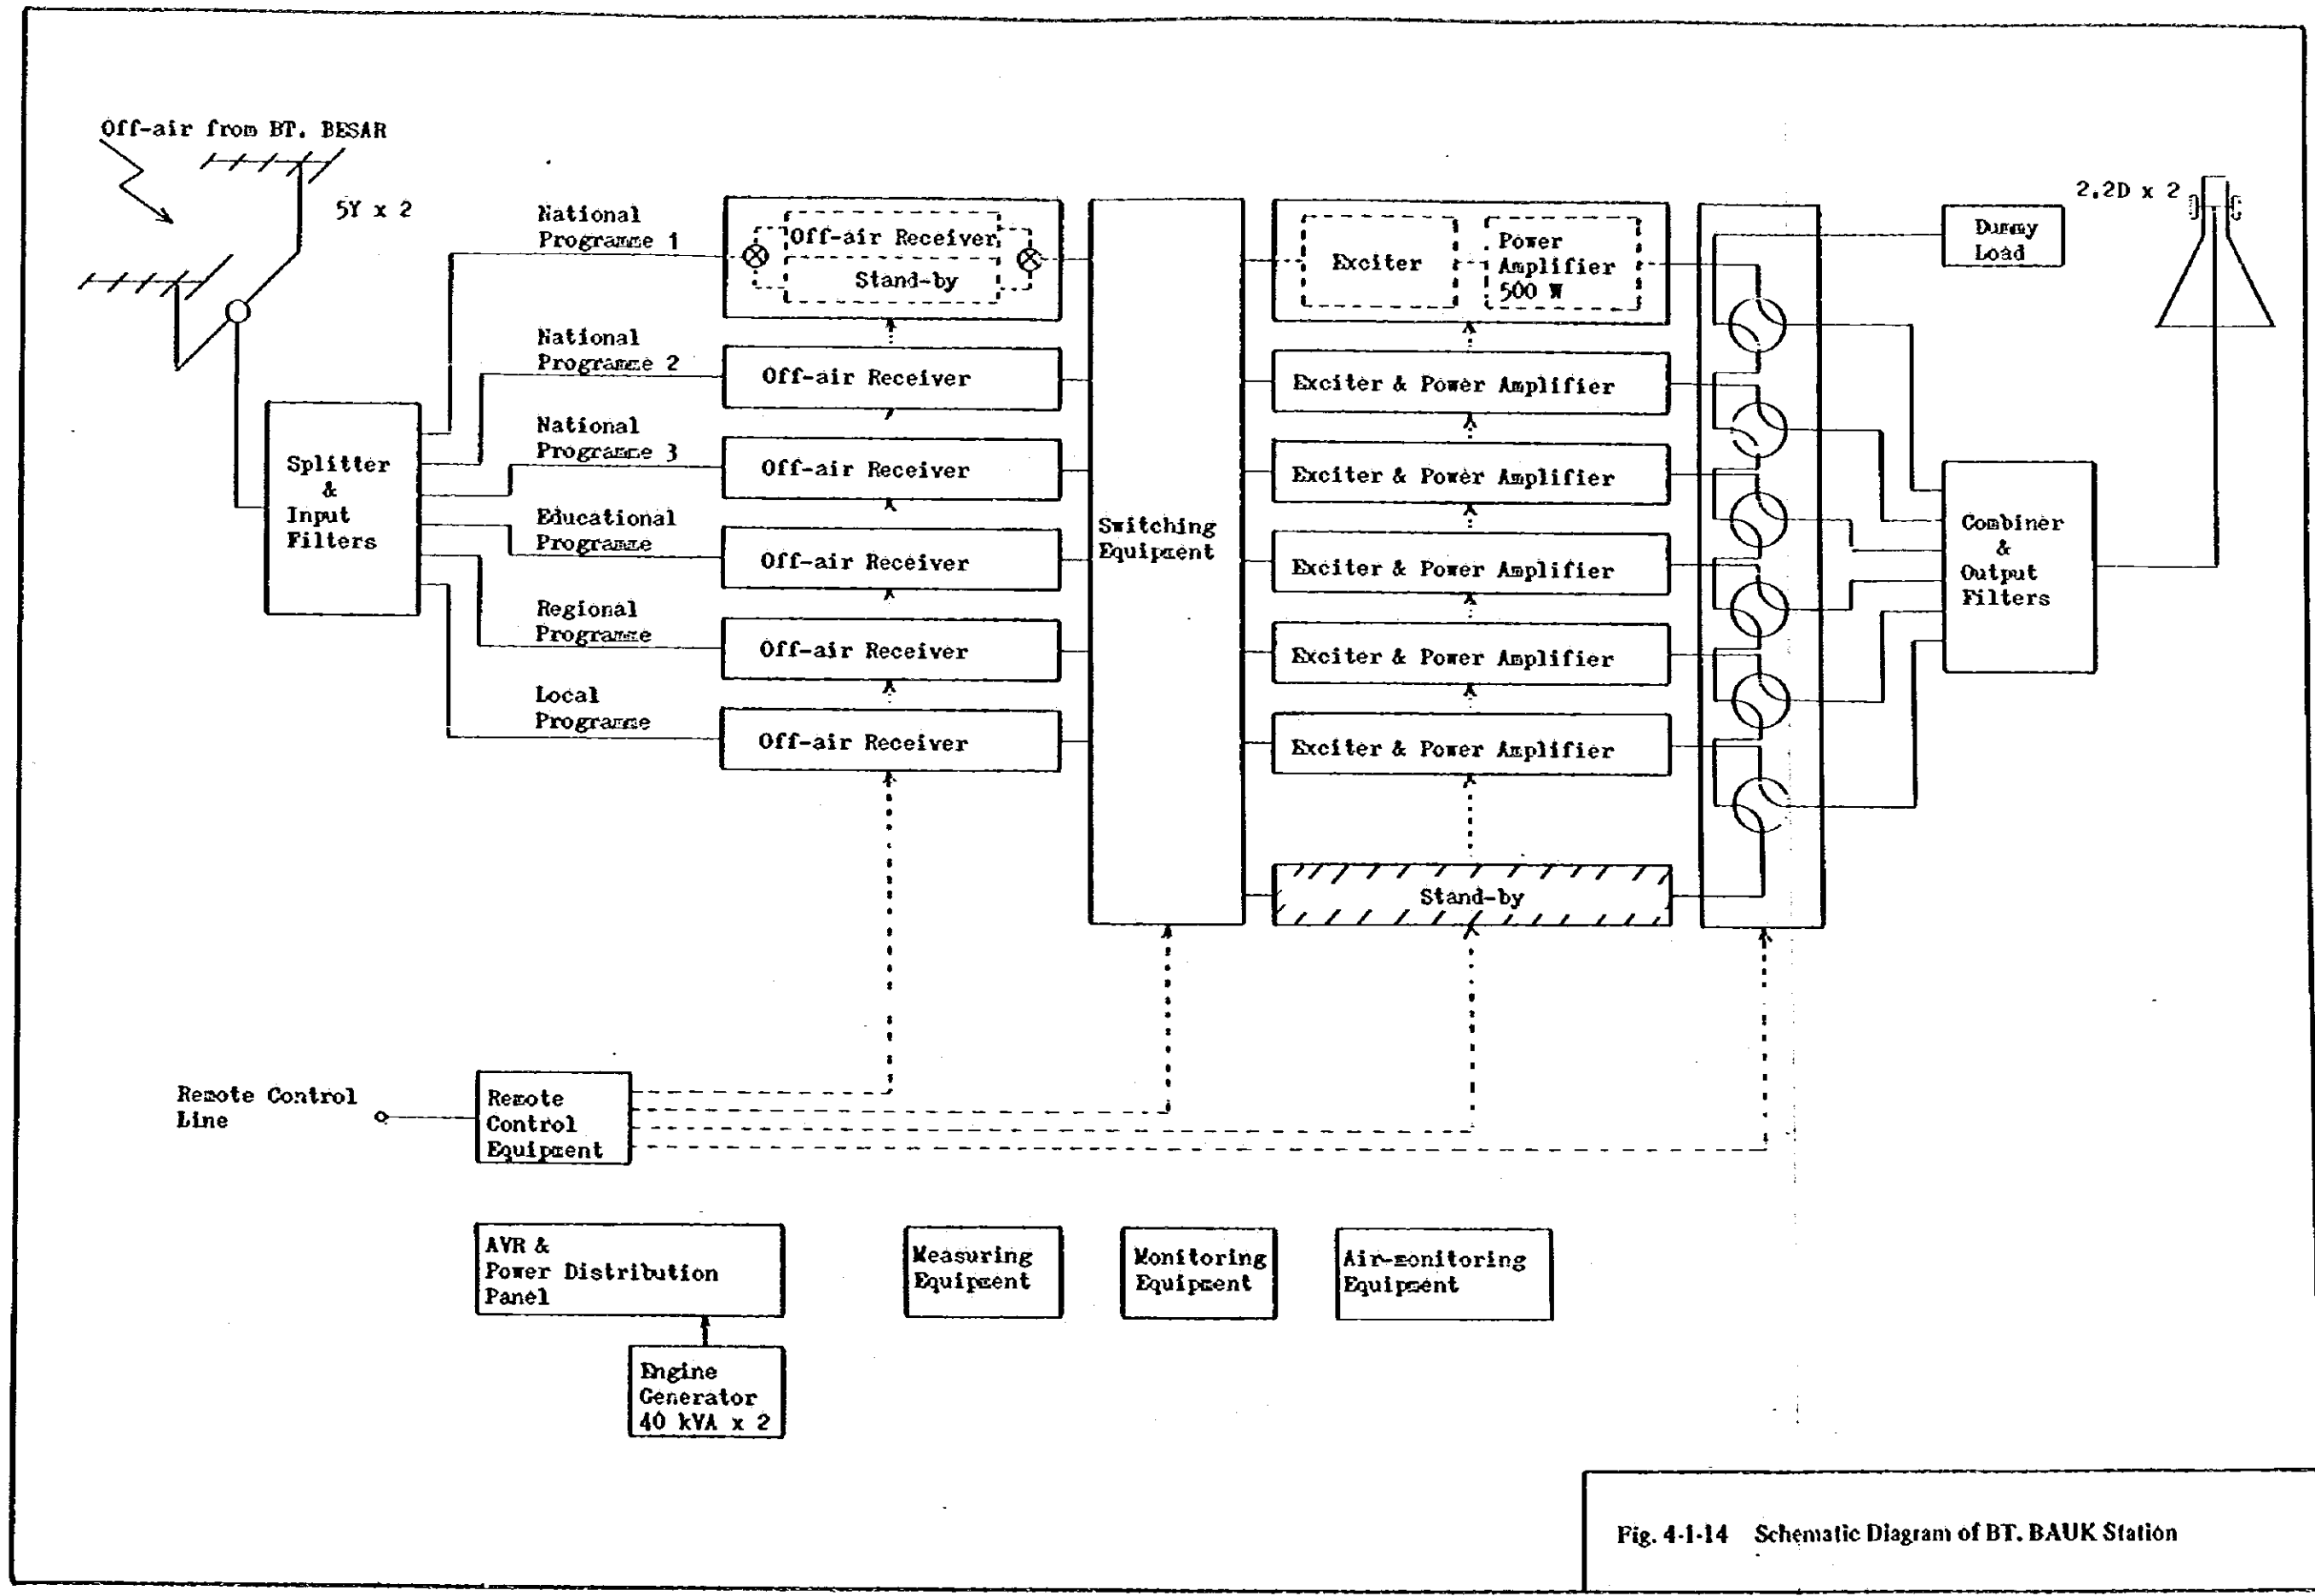 Off-air from BT. BESAR
5Y x 2
National
Programme 1
National
Programme 2
National
Programme 3
Educational
Programme
Regional
Programme
Local
Programme
Splitter
&
Input
Filters
Off-air Receiver
Stand-by
Off-air Receiver
Off-air Receiver
Off-air Receiver
Off-air Receiver
Off-air Receiver
Switching
Equipment
Exciter
Power
Amplifier
500 W
Exciter & Power Amplifier
Exciter & Power Amplifier
Exciter & Power Amplifier
Exciter & Power Amplifier
Exciter & Power Amplifier
Stand-by
Dummy
Load
2.2D x 2
Combiner
&
Output
Filters
Remote Control
Line
Remote
Control
Equipment
AVR &
Power Distribution
Panel
Engine
Generator
40 kVA x 2
Measuring
Equipment
Monitoring
Equipment
Air-monitoring
Equipment
Fig. 4-1-14 Schematic Diagram of BT. BAUK Station